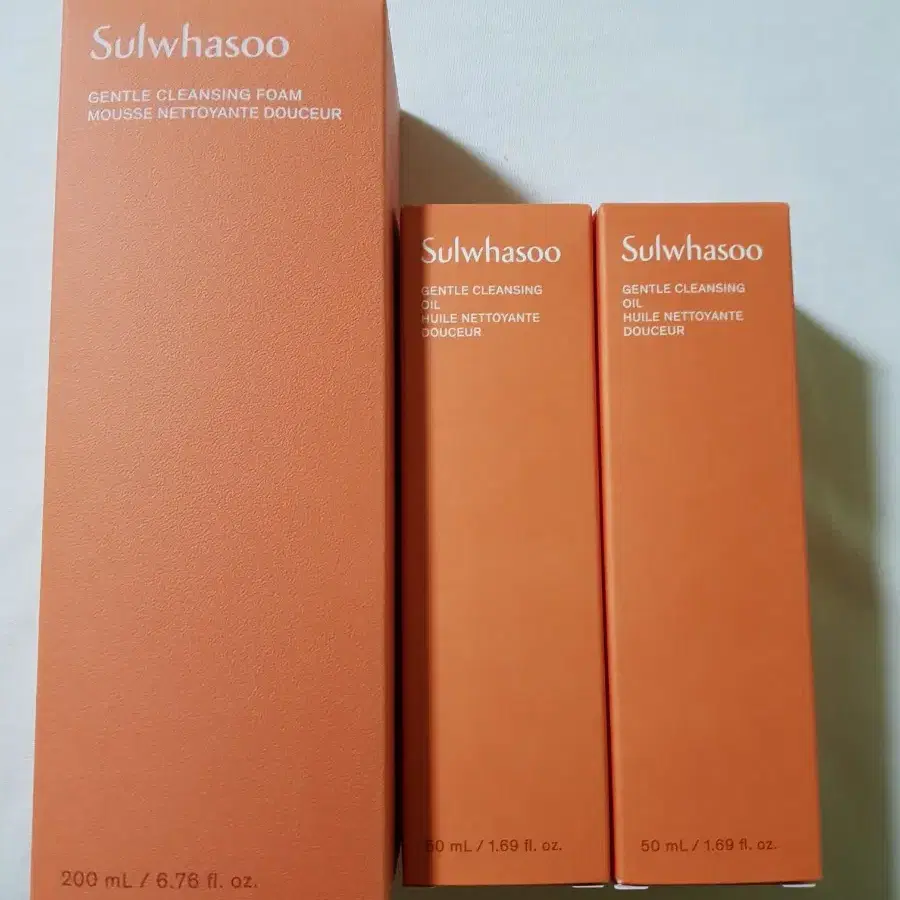 Sulwhasoo
GENTLE CLEANSING FOAM
MOUSSE NETTOYANTE DOUCEUR
200 mL / 6.76 fl. oz.
Sulwhasoo
GENTLE CLEANSING
OIL
HUILE NETTOYANTE
DOUCEUR
50 mL / 1.69 fl. oz.
Sulwhasoo
GENTLE CLEANSING
OIL
HUILE NETTOYANTE
DOUCEUR
50 mL / 1.69 fl. oz.